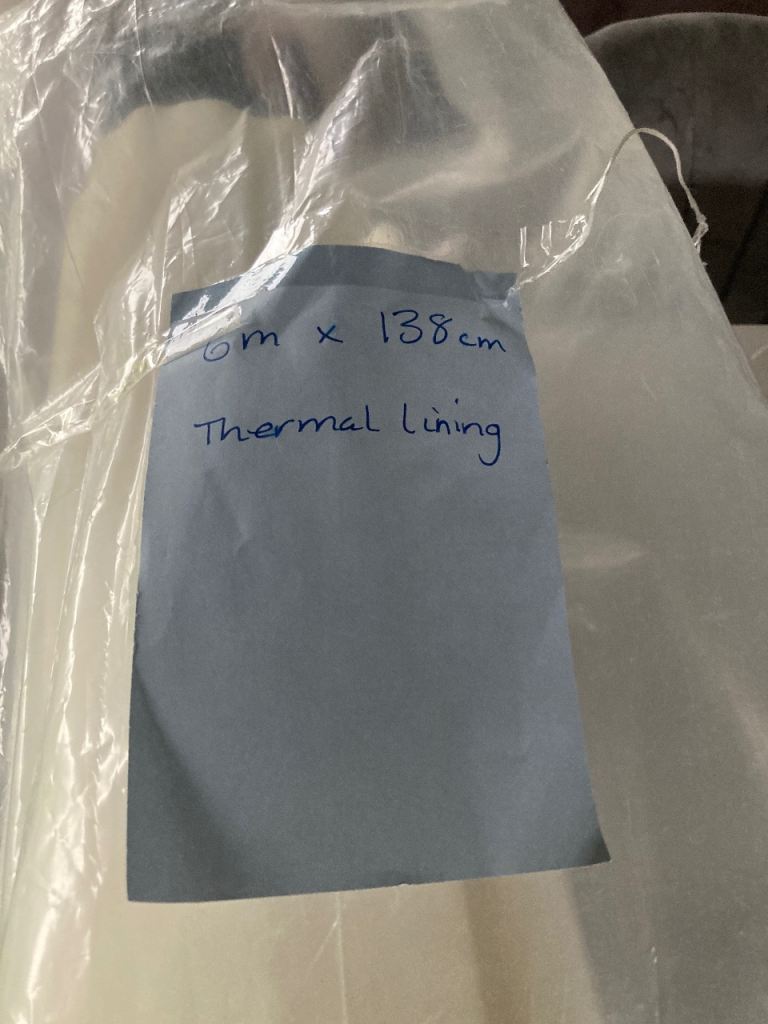 6m x 138cm
Thermal lining